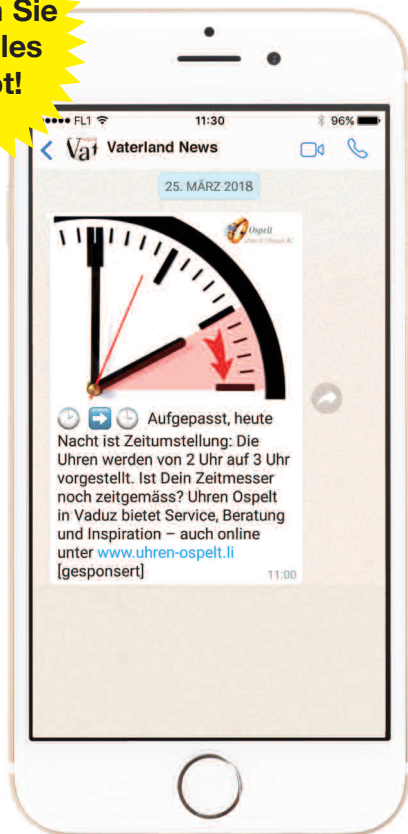 n Sie
les
ot!
FL1 11:30 96%
Vat Vaterland News
25. MÄRZ 2018
Ospelt
Aufgepasst, heute
Nacht ist Zeitumstellung: Die
Uhren werden von 2 Uhr auf 3 Uhr
vorgestellt. Ist Dein Zeitmesser
noch zeitgemäss? Uhren Ospelt
in Vaduz bietet Service, Beratung
und Inspiration – auch online
unter www.uhren-ospelt.li
[gesponsert] 11:00